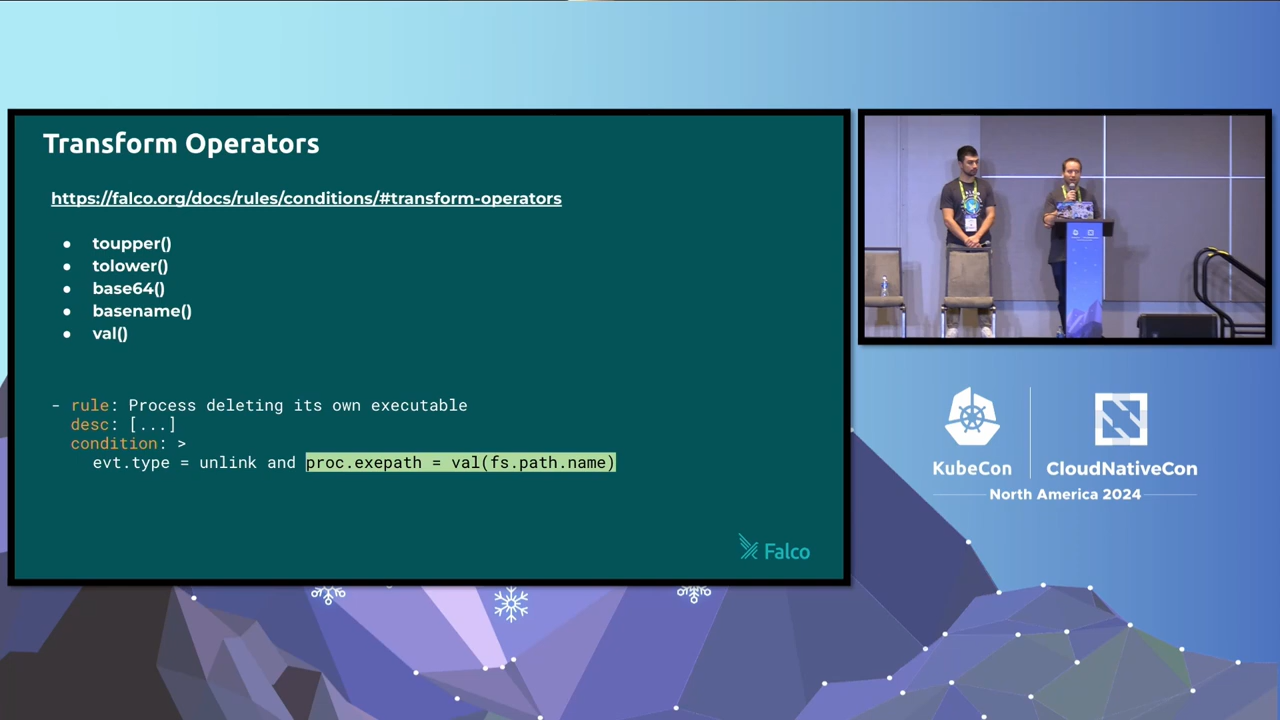 Transform Operators
https://falco.org/docs/rules/conditions/#transform-operators
● toupper()
● tolower()
● base64()
● basename()
● val()
- rule: Process deleting its own executable
desc: [...]
condition: >
evt.type = unlink and proc.exepath = val(fs.path.name)
Falco
KubeCon
CloudNativeCon
North America 2024